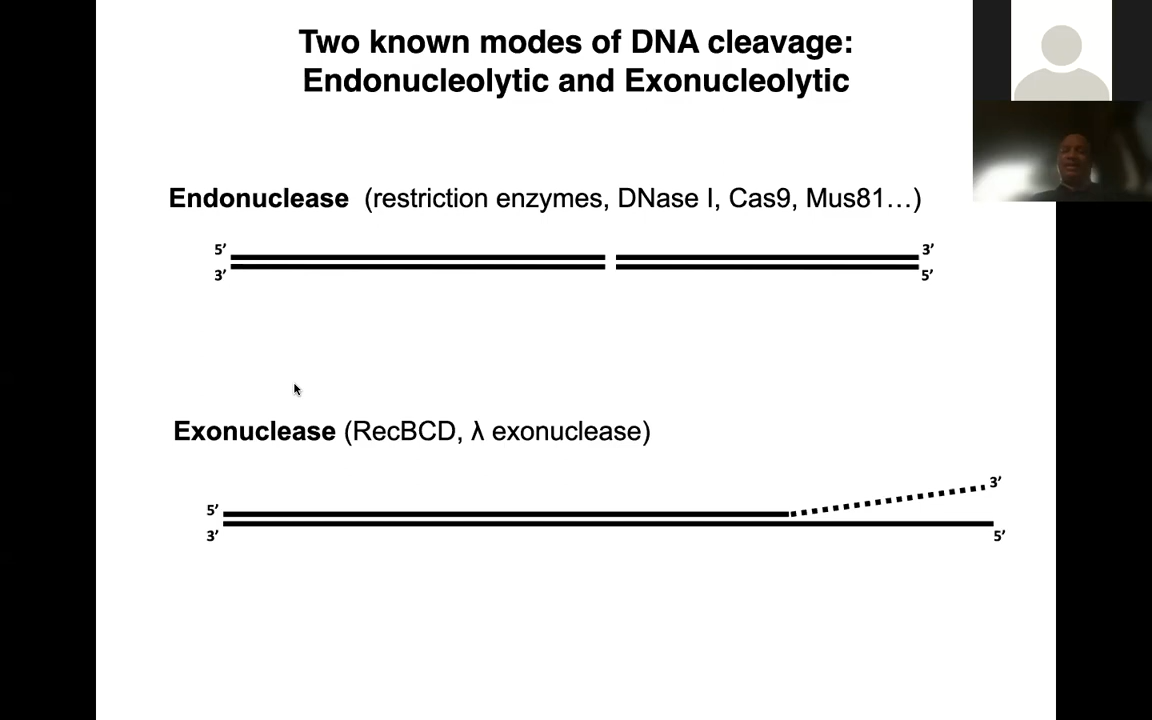 Two known modes of DNA cleavage:
Endonucleolytic and Exonucleolytic
Endonuclease (restriction enzymes, DNase I, Cas9, Mus81…)
5’ 3’
3’ 5’
Exonuclease (RecBCD, λ exonuclease)
3’
5’
3’ 5’